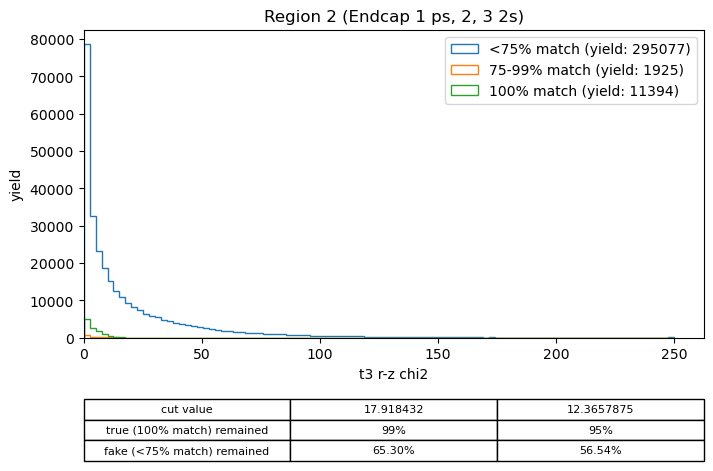 Region 2 (Endcap 1 ps, 2, 3 2s)
80000
70000
60000
50000
40000
30000
20000
10000
0
yield
<75% match (yield: 295077)
75-99% match (yield: 1925)
100% match (yield: 11394)
0 50 100 150 200 250
t3 r-z chi2
cut value 17.918432 12.3657875
true (100% match) remained 99% 95%
fake (<75% match) remained 65.30% 56.54%